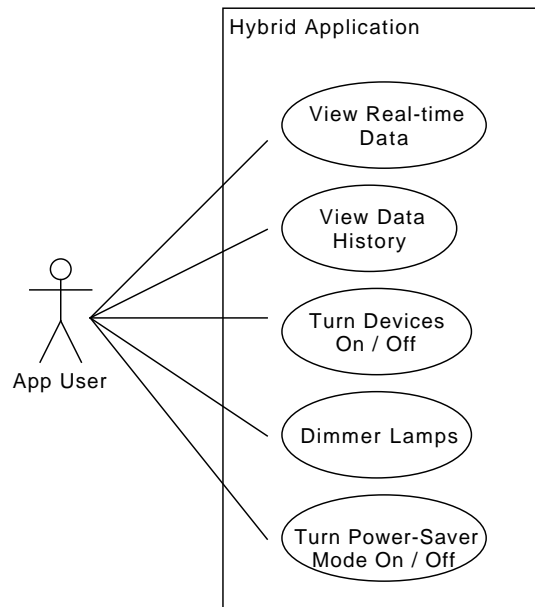 Hybrid Application
View Real-time
Data
View Data
History
Turn Devices
On / Off
App User
Dimmer Lamps
Turn Power-Saver
Mode On / Off